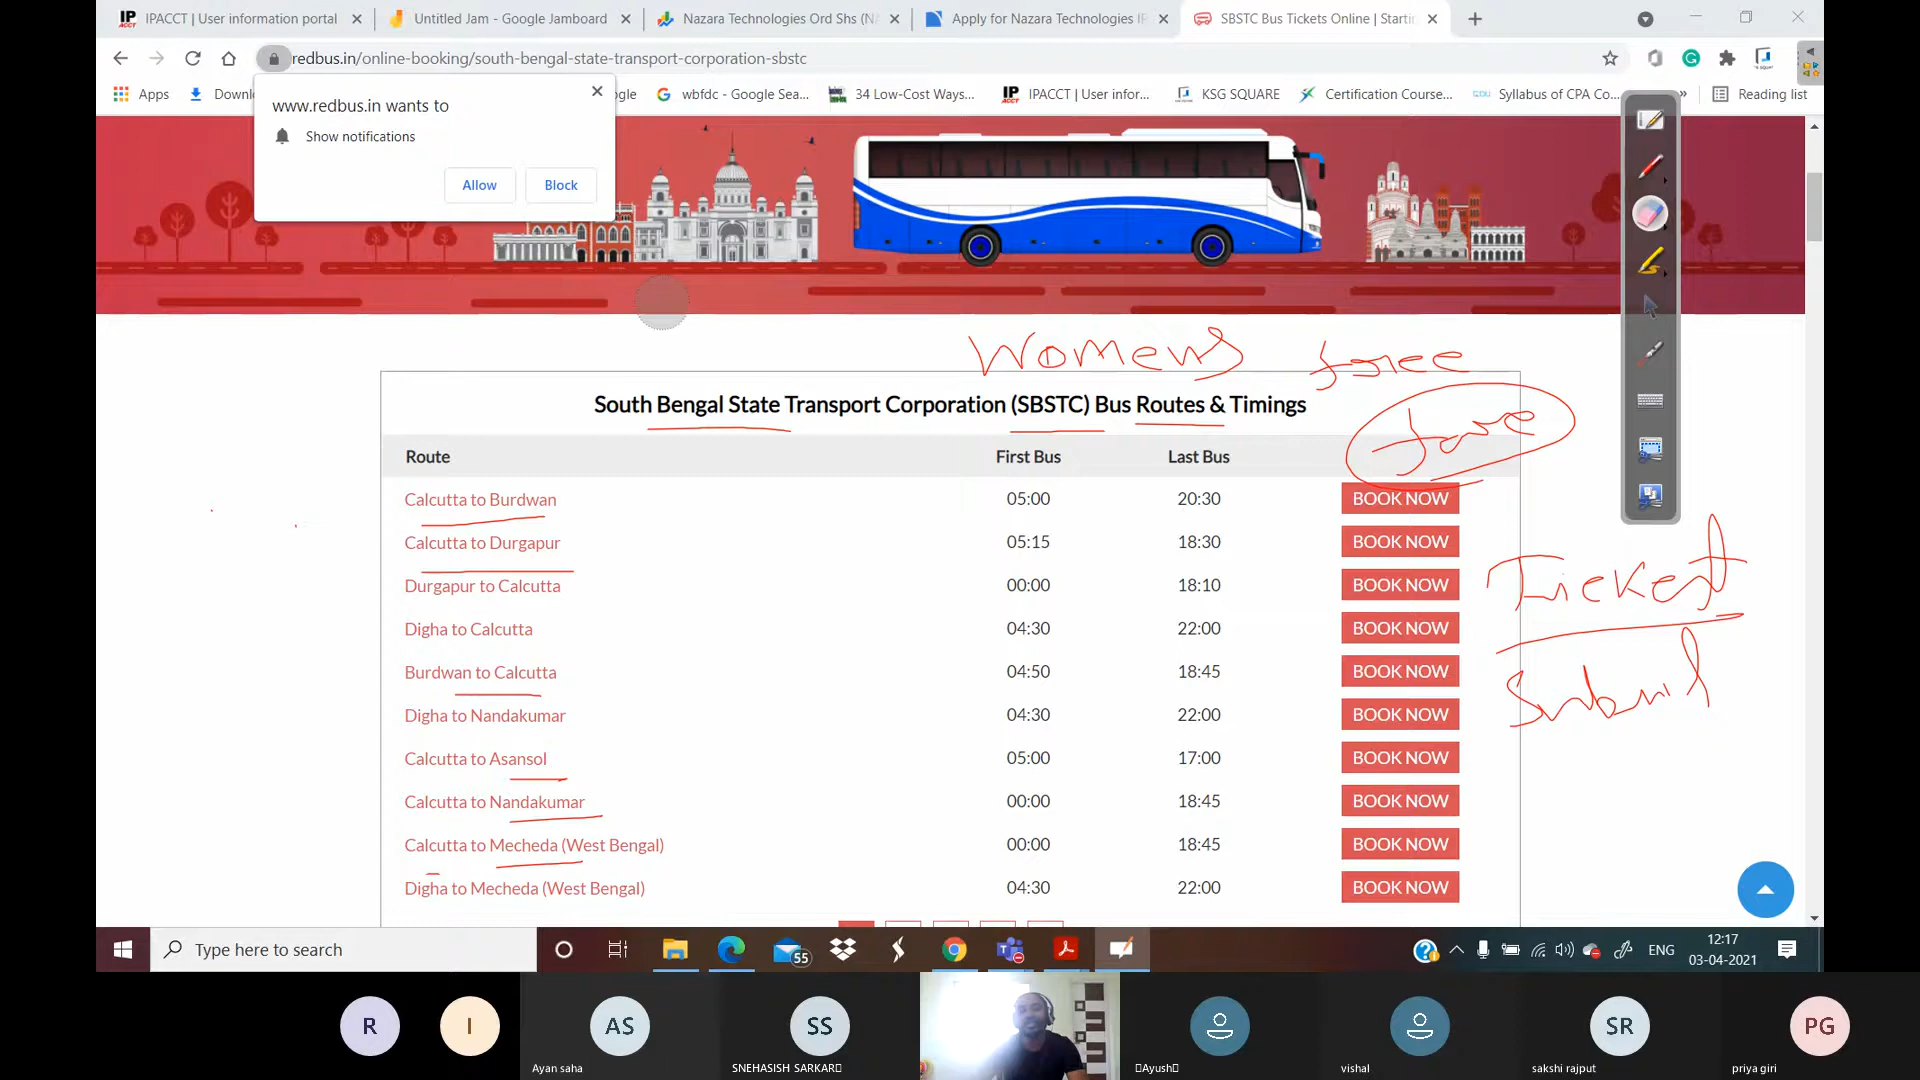 IPACCT | User information portal
Untitled Jam - Google Jamboard
Nazara Technologies Ord Shs (NA
Apply for Nazara Technologies IP
SBSTC Bus Tickets Online | Startin
redbus.in/online-booking/south-bengal-state-transport-corporation-sbstc
Apps
Downl
gle
wbfdc - Google Sea...
34 Low-Cost Ways...
IPACCT | User infor...
KSG SQUARE
Certification Course...
Syllabus of CPA Co...
»
Reading list
www.redbus.in wants to
Show notifications
Allow
Block
Womens free
South Bengal State Transport Corporation (SBSTC) Bus Routes & Timings
fare
Route First Bus Last Bus
Calcutta to Burdwan 05:00 20:30 BOOK NOW
Calcutta to Durgapur 05:15 18:30 BOOK NOW
Durgapur to Calcutta 00:00 18:10 BOOK NOW
Ticket
Digha to Calcutta 04:30 22:00 BOOK NOW
Burdwan to Calcutta 04:50 18:45 BOOK NOW
Digha to Nandakumar 04:30 22:00 BOOK NOW
Calcutta to Asansol 05:00 17:00 BOOK NOW
Calcutta to Nandakumar 00:00 18:45 BOOK NOW
Calcutta to Mecheda (West Bengal) 00:00 18:45 BOOK NOW
Digha to Mecheda (West Bengal) 04:30 22:00 BOOK NOW
Type here to search
55
ENG
12:17
03-04-2021
R
I
AS
SS
SR
PG
Ayan saha
SNEHASISH SARKAR
Ayush
vishal
sakshi rajput
priya giri